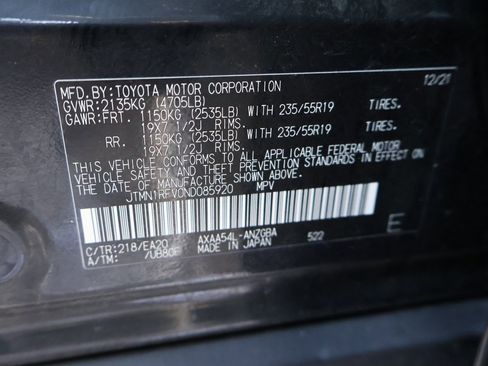 MFD.BY:TOYOTA MOTOR CORPORATION 12/21
GVWR:2135KG (4705LB)
GAWR:FRT. 1150KG (2535LB) WITH 235/55R19 TIRES.
19X7 1/2J RIMS.
RR. 1150KG (2535LB) WITH 235/55R19 TIRES.
19X7 1/2J RIMS.
THIS VEHICLE CONFORMS TO ALL APPLICABLE FEDERAL MOTOR
VEHICLE SAFETY AND BUMPER STANDARDS IN EFFECT ON
THE DATE OF MANUFACTURE SHOWN ABOVE.
JTMN1RFV0ND085920 MPV
E
C/TR:218/EA20 AXAA54L-ANZGBA 522
A/TM: /UB80F MADE IN JAPAN